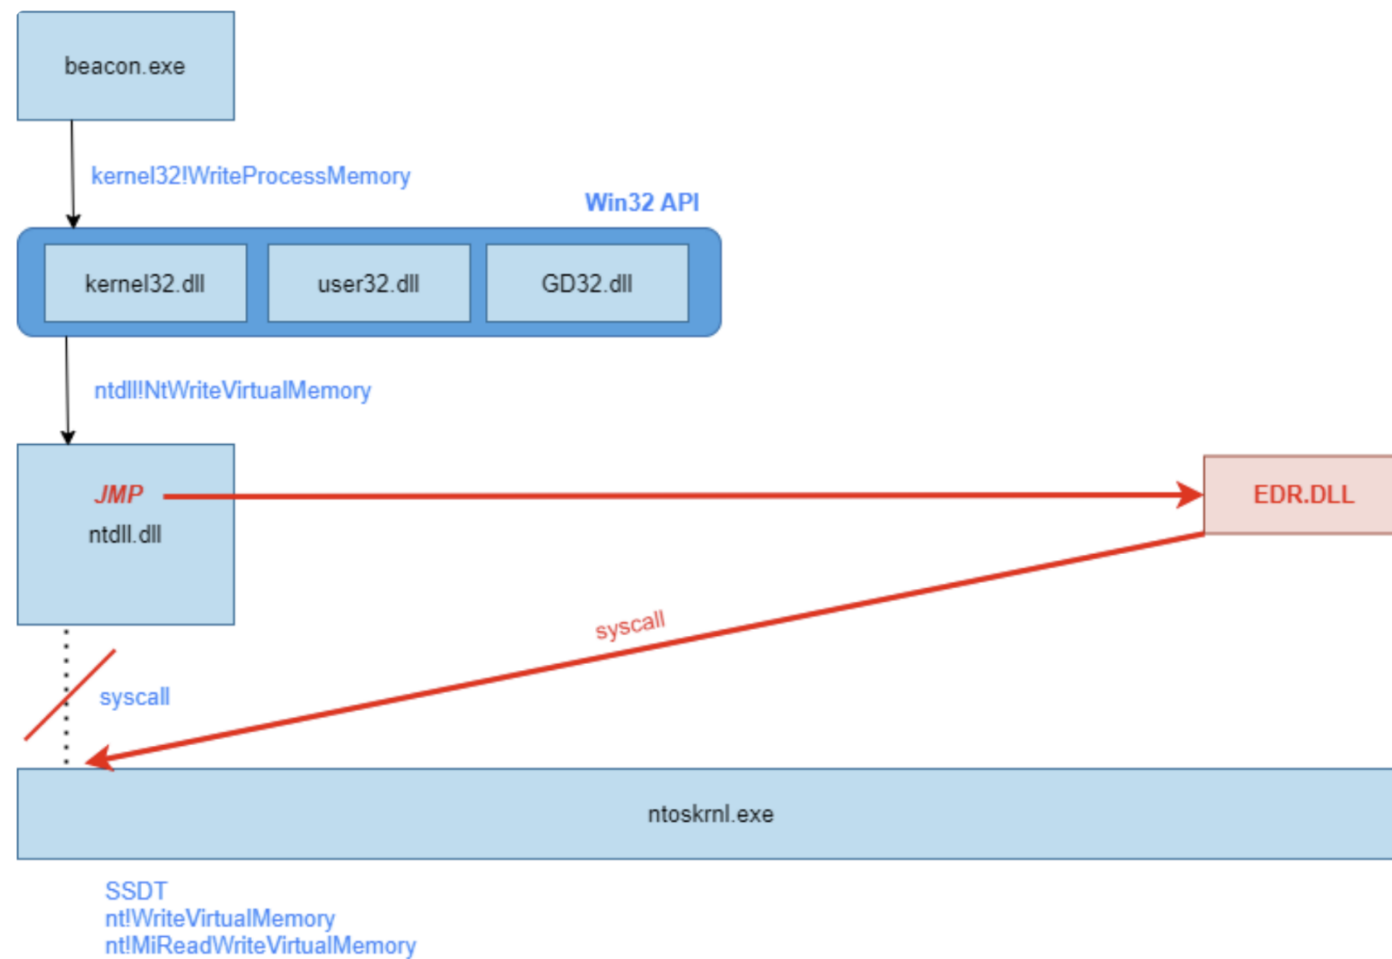 beacon.exe
kernel32!WriteProcessMemory
Win32 API
kernel32.dll
user32.dll
GD32.dll
ntdll!NtWriteVirtualMemory
JMP
EDR.DLL
ntdll.dll
syscall
syscall
ntoskrnl.exe
SSDT
nt!WriteVirtualMemory
nt!MiReadWriteVirtualMemory